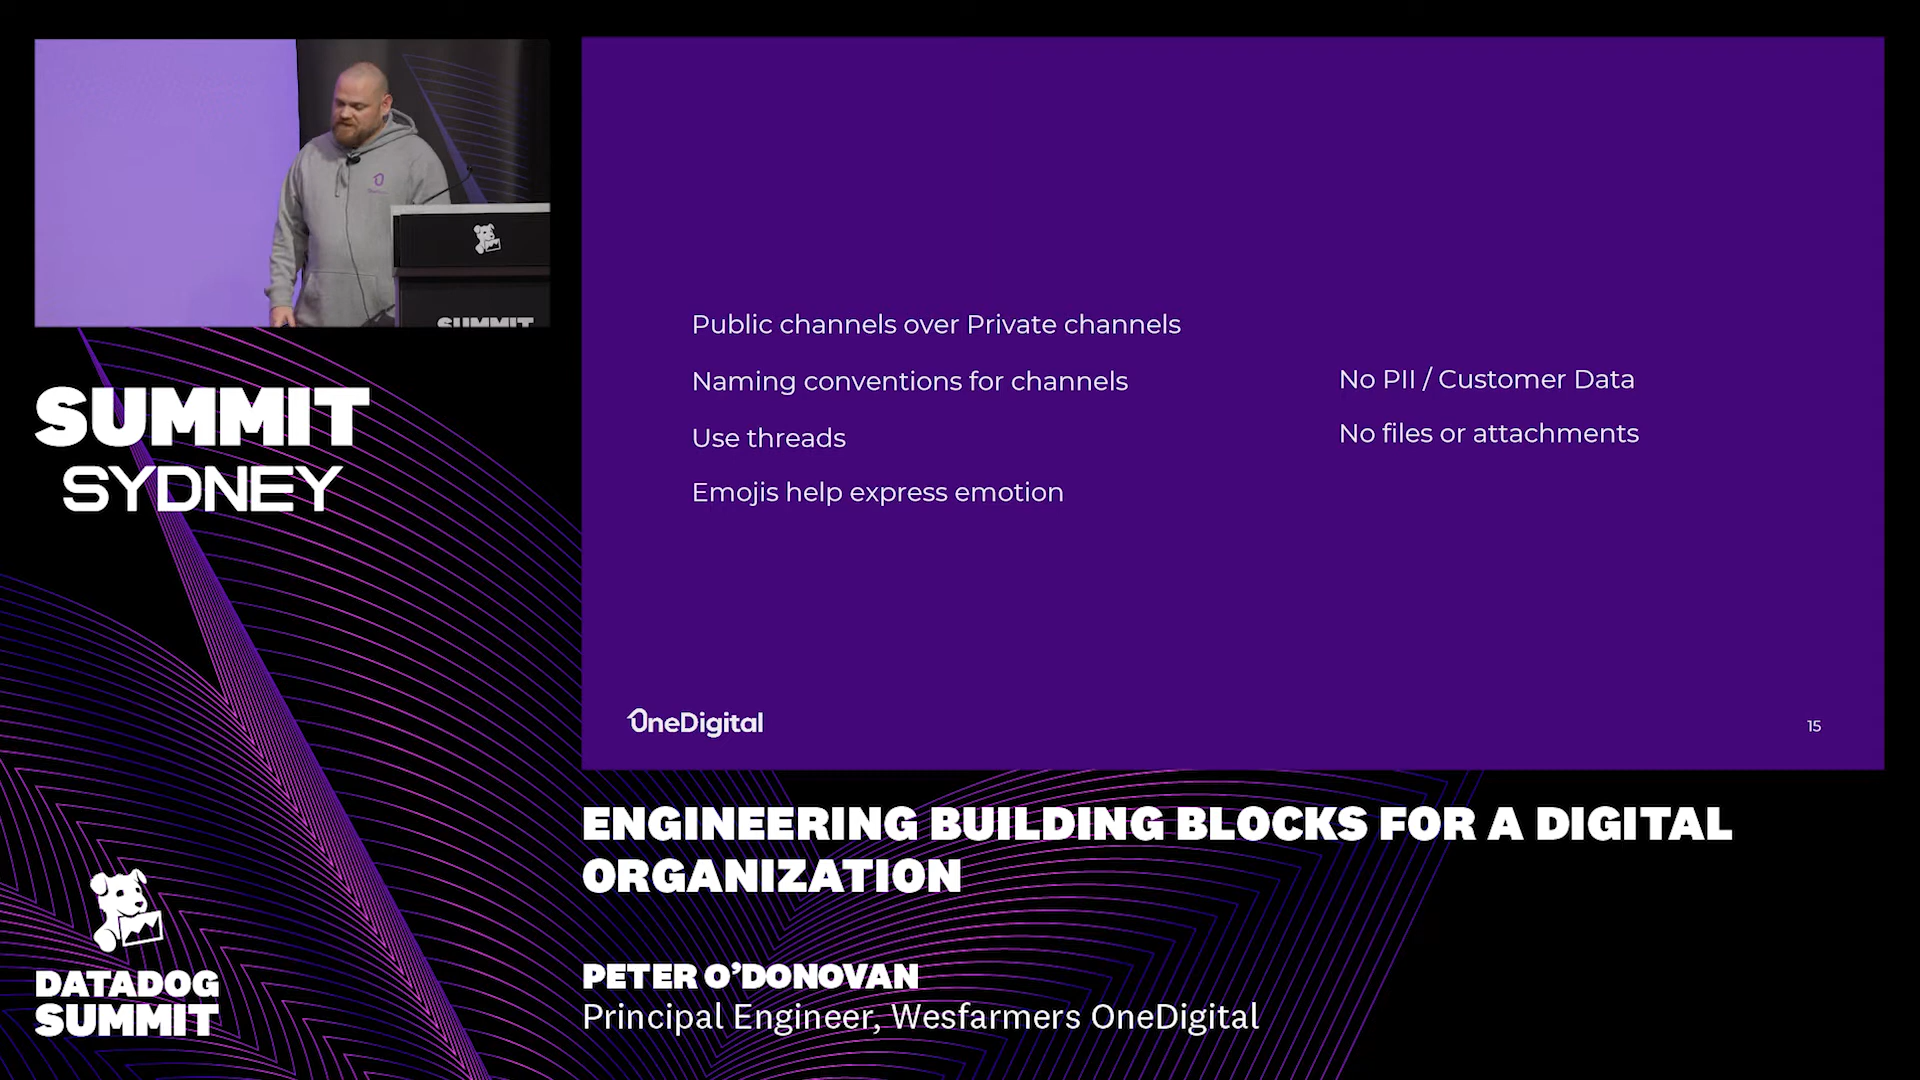 SUMMIT
SUMMIT
SYDNEY
DATADOG
SUMMIT
Public channels over Private channels
Naming conventions for channels
Use threads
Emojis help express emotion
No PII / Customer Data
No files or attachments
OneDigital
15
ENGINEERING BUILDING BLOCKS FOR A DIGITAL
ORGANIZATION
PETER O’DONOVAN
Principal Engineer, Wesfarmers OneDigital